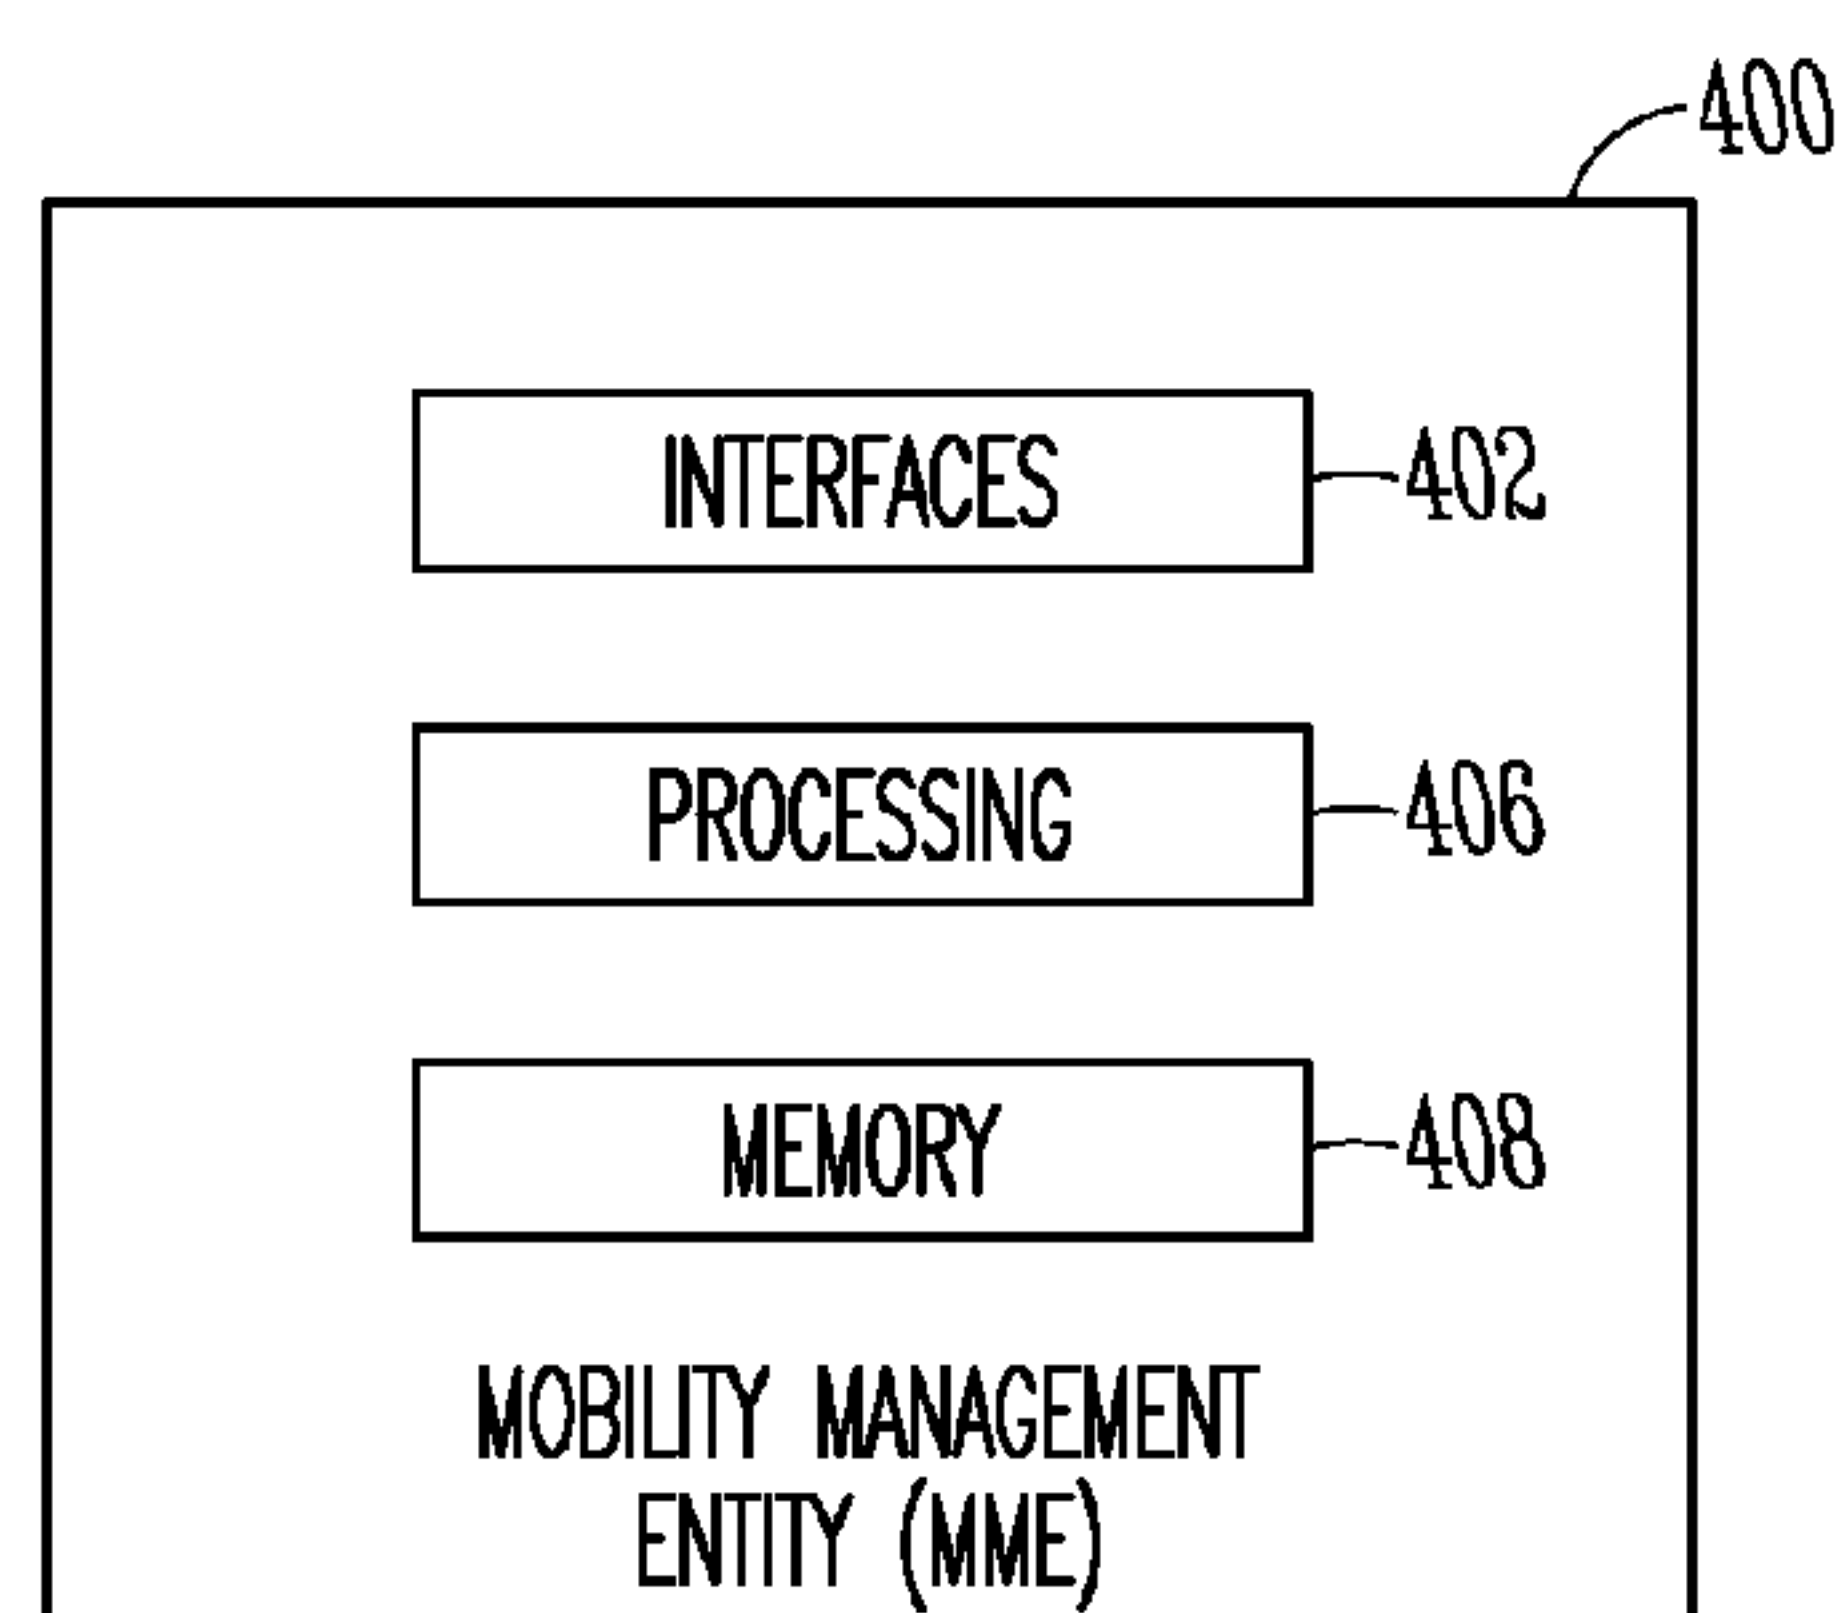 400
INTERFACES 402
PROCESSING 406
MEMORY 408
MOBILITY MANAGEMENT
ENTITY (MME)